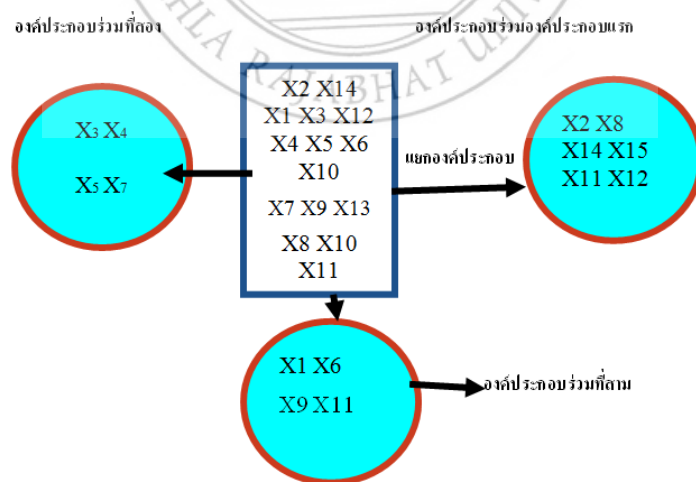 องค์ประกอบร่วมที่สอง
องค์ประกอบร่วมองค์ประกอบแรก
HLA RAJABHAT UNIV
X3 X4
X5 X7
X2 X14
X1 X3 X12
X4 X5 X6
X10
X7 X9 X13
X8 X10
X11
แยกองค์ประกอบ
X2 X8
X14 X15
X11 X12
X1 X6
X9 X11
องค์ประกอบร่วมที่สาม